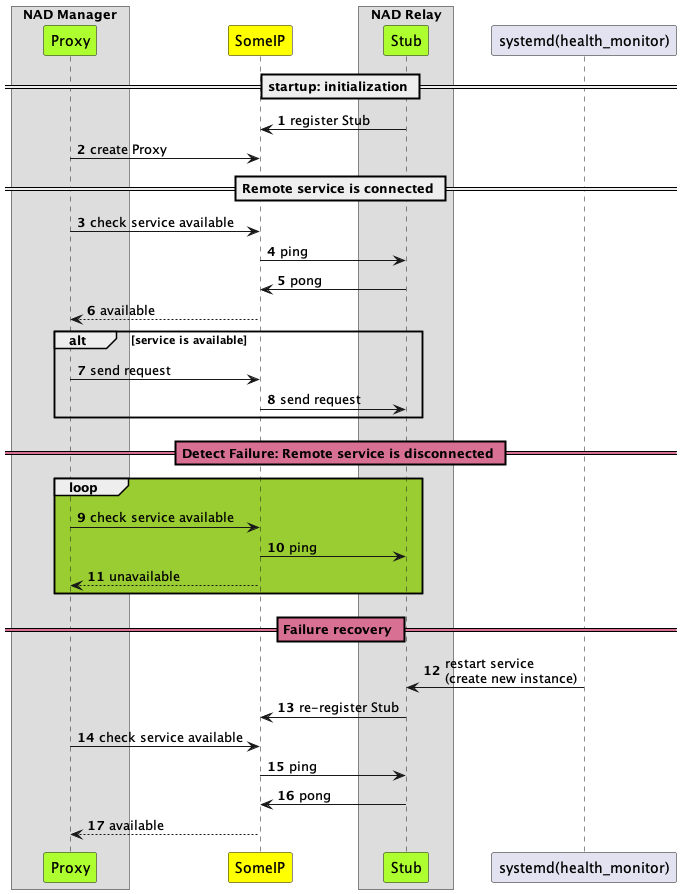 NAD Manager
NAD Relay
Proxy
SomeIP
Stub
systemd(health_monitor)
startup: initialization
1 register Stub
2 create Proxy
Remote service is connected
3 check service available
4 ping
5 pong
6 available
alt
[service is available]
7 send request
8 send request
Detect Failure: Remote service is disconnected
loop
9 check service available
10 ping
11 unavailable
Failure recovery
12 restart service
(create new instance)
13 re-register Stub
14 check service available
15 ping
16 pong
17 available
Proxy
SomeIP
Stub
systemd(health_monitor)